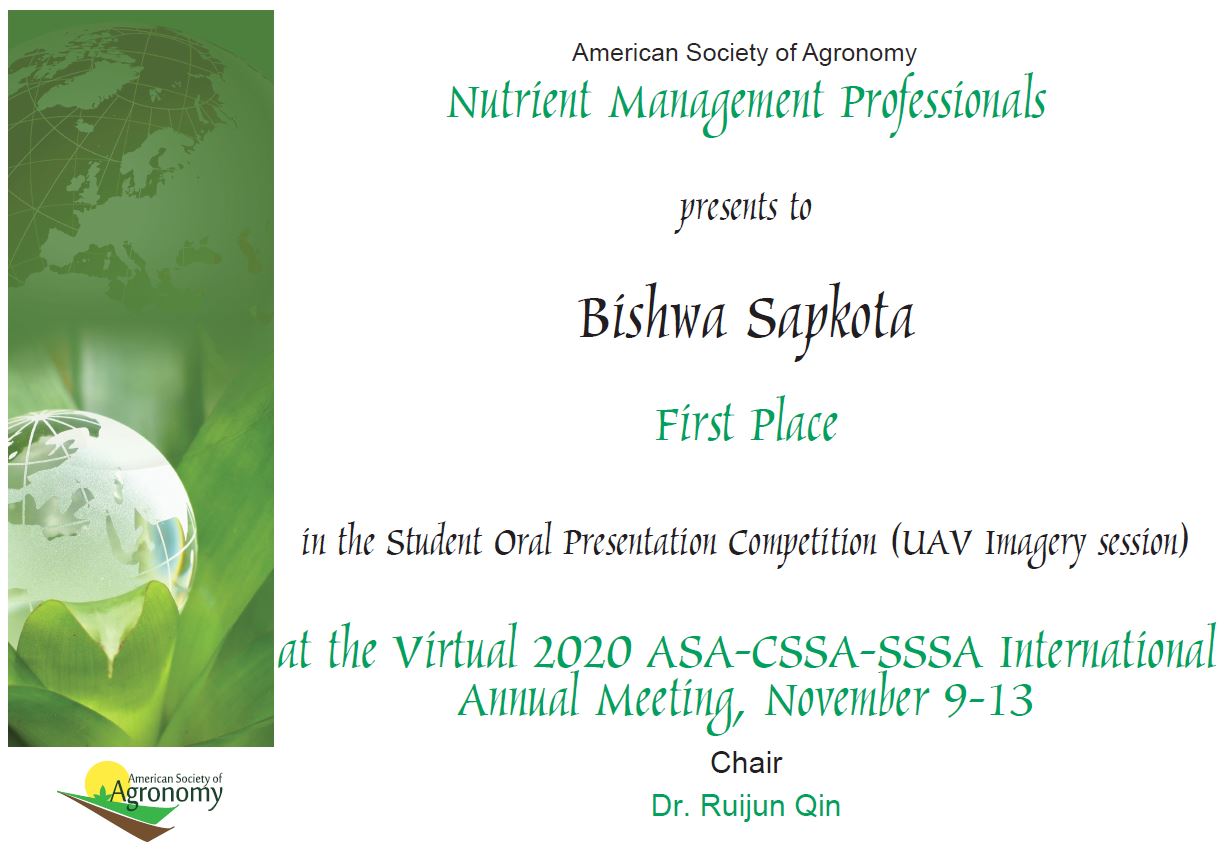 American Society of Agronomy
Nutrient Management Professionals
presents to
Bishwa Sapkota
First Place
in the Student Oral Presentation Competition (UAV Imagery session)
at the Virtual 2020 ASA-CSSA-SSSA International
Annual Meeting, November 9-13
Chair
Dr. Ruijun Qin
American Society of
Agronomy